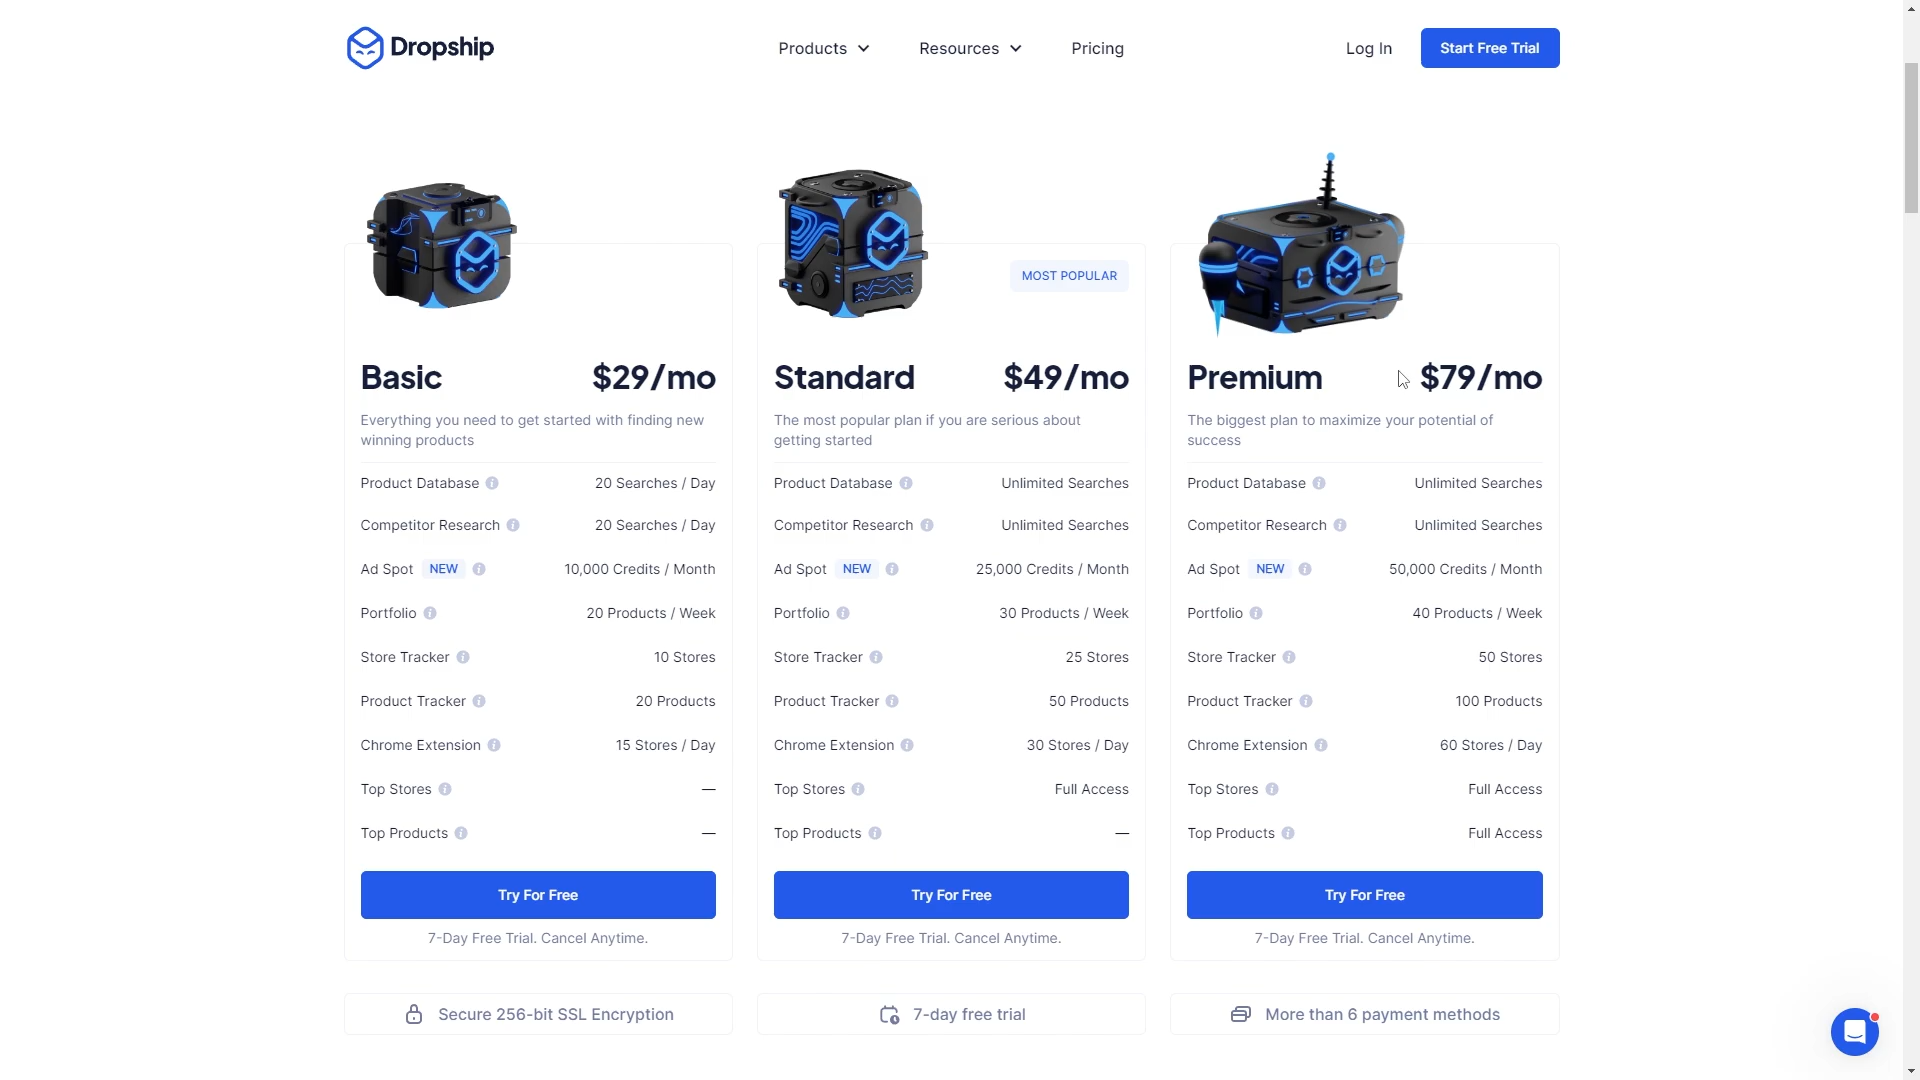 Dropship
Products
Resources
Pricing
Log In
Start Free Trial
Basic $29/mo
Everything you need to get started with finding new
winning products
Product Database 20 Searches / Day
Competitor Research 20 Searches / Day
Ad Spot NEW 10,000 Credits / Month
Portfolio 20 Products / Week
Store Tracker 10 Stores
Product Tracker 20 Products
Chrome Extension 15 Stores / Day
Top Stores —
Top Products —
Try For Free
7-Day Free Trial. Cancel Anytime.
MOST POPULAR
Standard $49/mo
The most popular plan if you are serious about
getting started
Product Database Unlimited Searches
Competitor Research Unlimited Searches
Ad Spot NEW 25,000 Credits / Month
Portfolio 30 Products / Week
Store Tracker 25 Stores
Product Tracker 50 Products
Chrome Extension 30 Stores / Day
Top Stores Full Access
Top Products —
Try For Free
7-Day Free Trial. Cancel Anytime.
Premium $79/mo
The biggest plan to maximize your potential of
success
Product Database Unlimited Searches
Competitor Research Unlimited Searches
Ad Spot NEW 50,000 Credits / Month
Portfolio 40 Products / Week
Store Tracker 50 Stores
Product Tracker 100 Products
Chrome Extension 60 Stores / Day
Top Stores Full Access
Top Products Full Access
Try For Free
7-Day Free Trial. Cancel Anytime.
Secure 256-bit SSL Encryption
7-day free trial
More than 6 payment methods